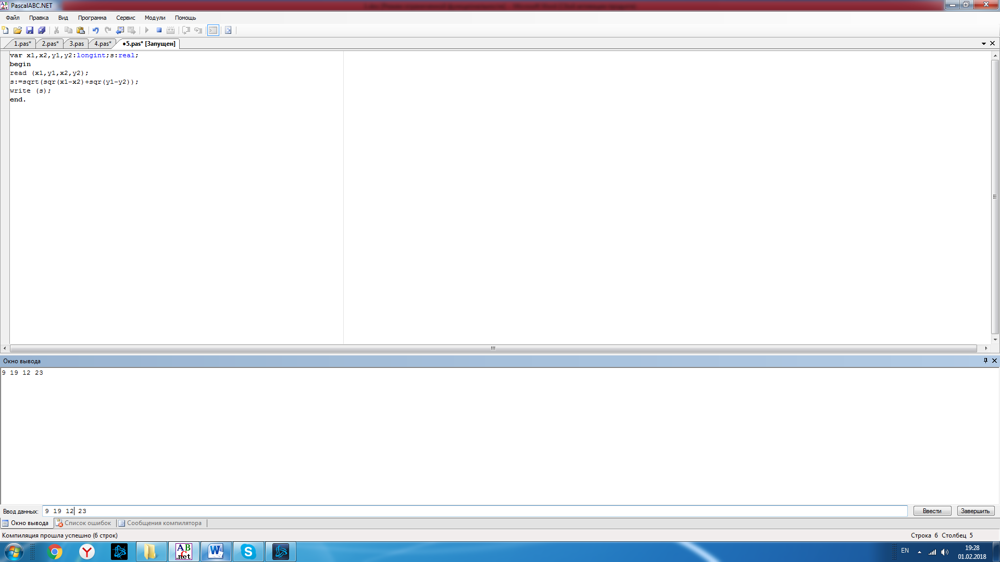 PascalABC.NET
Файл Правка Вид Программа Сервис Модули Помощь
1.pas* 2.pas* 3.pas 4.pas* •5.pas* [Запущен]
var x1,x2,y1,y2:longint;s:real;
begin
read (x1,y1,x2,y2);
s:=sqrt(sqr(x1-x2)+sqr(y1-y2));
write (s);
end.
Окно вывода
9 19 12 23
Ввод данных: 9 19 12 23 Ввести Завершить
Окно вывода Список ошибок Сообщения компилятора
Компиляция прошла успешно (6 строк) Строка 6 Столбец 5
EN 19:28
01.02.2018